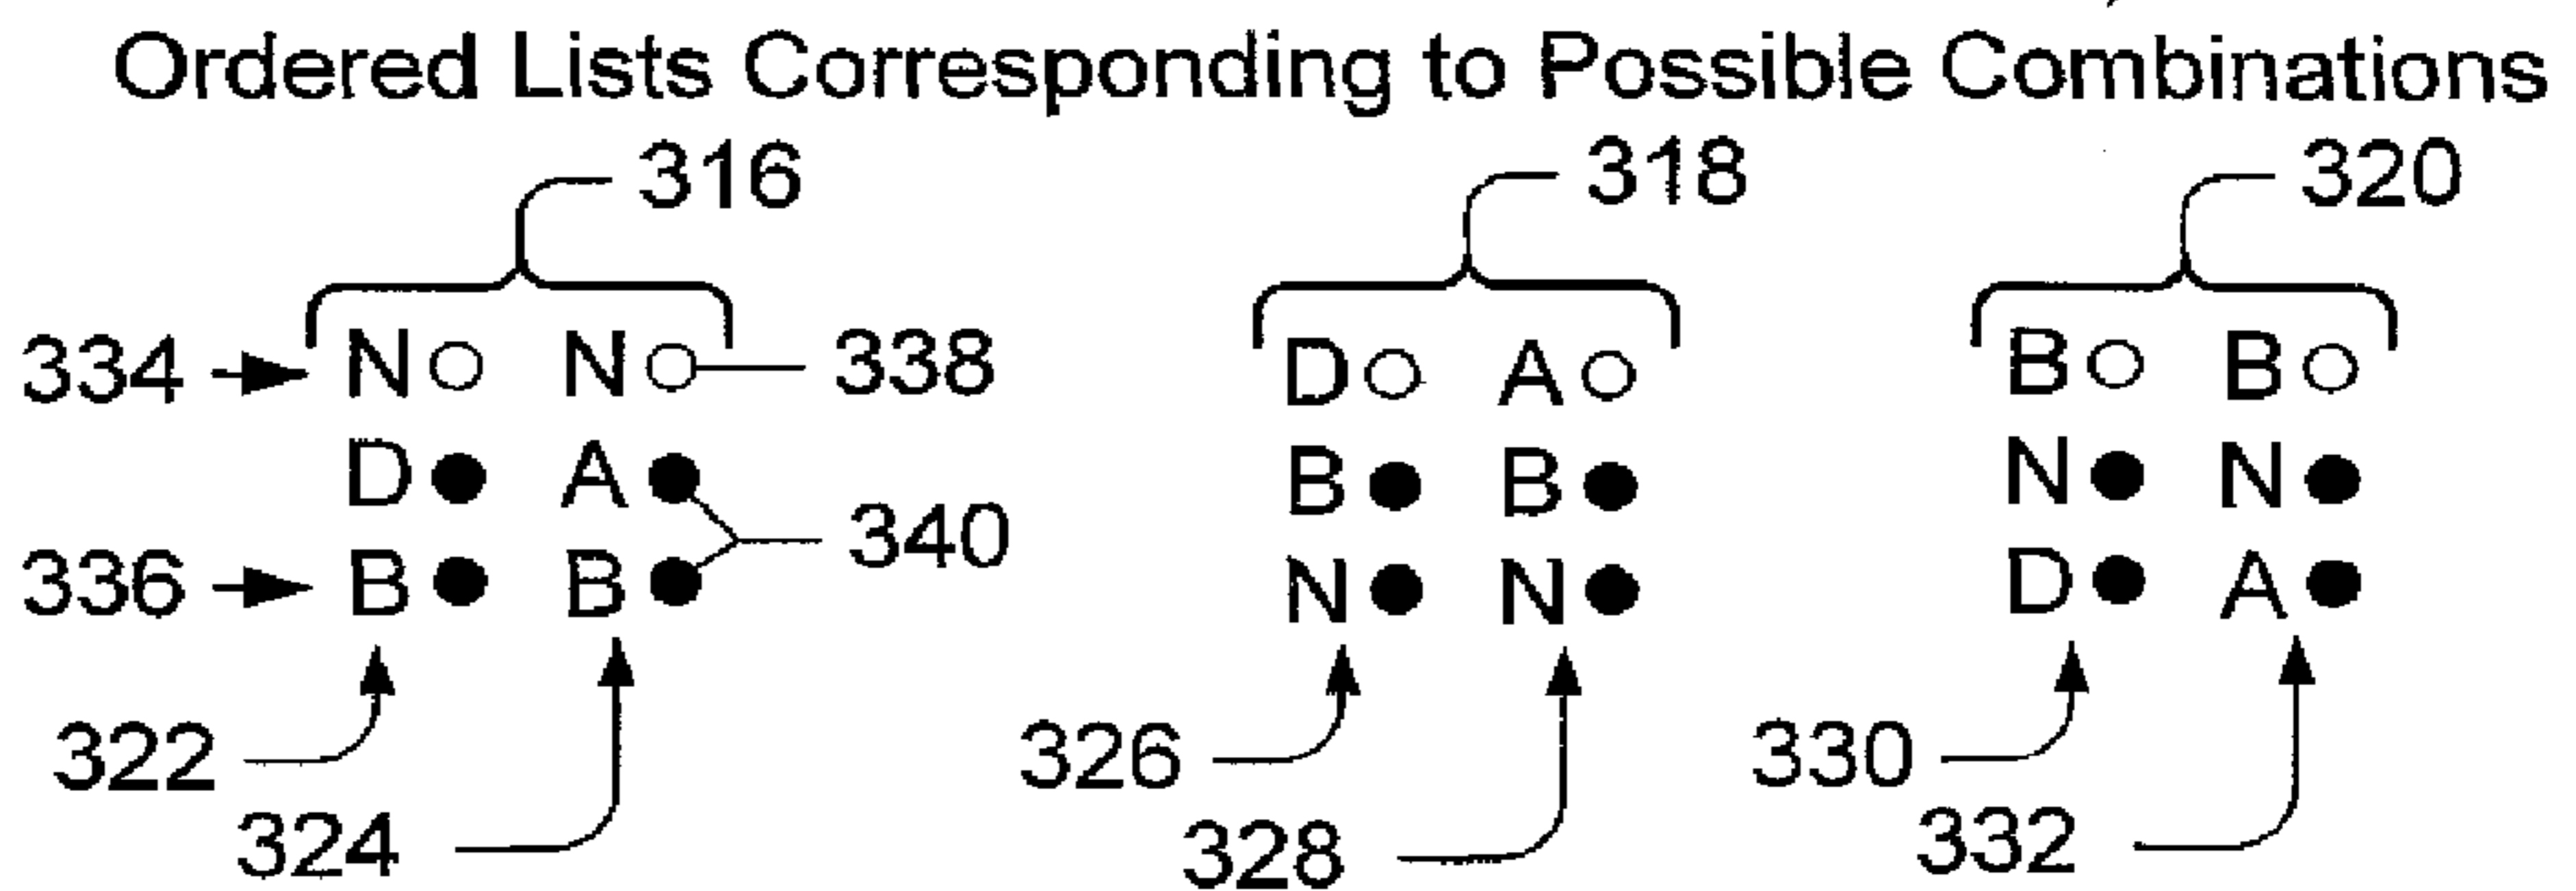 Ordered Lists Corresponding to Possible Combinations
316 318 320
334 N N 338 D A B B
D A B B N N
340
336 B B N N D A
322 326 330
324 328 332